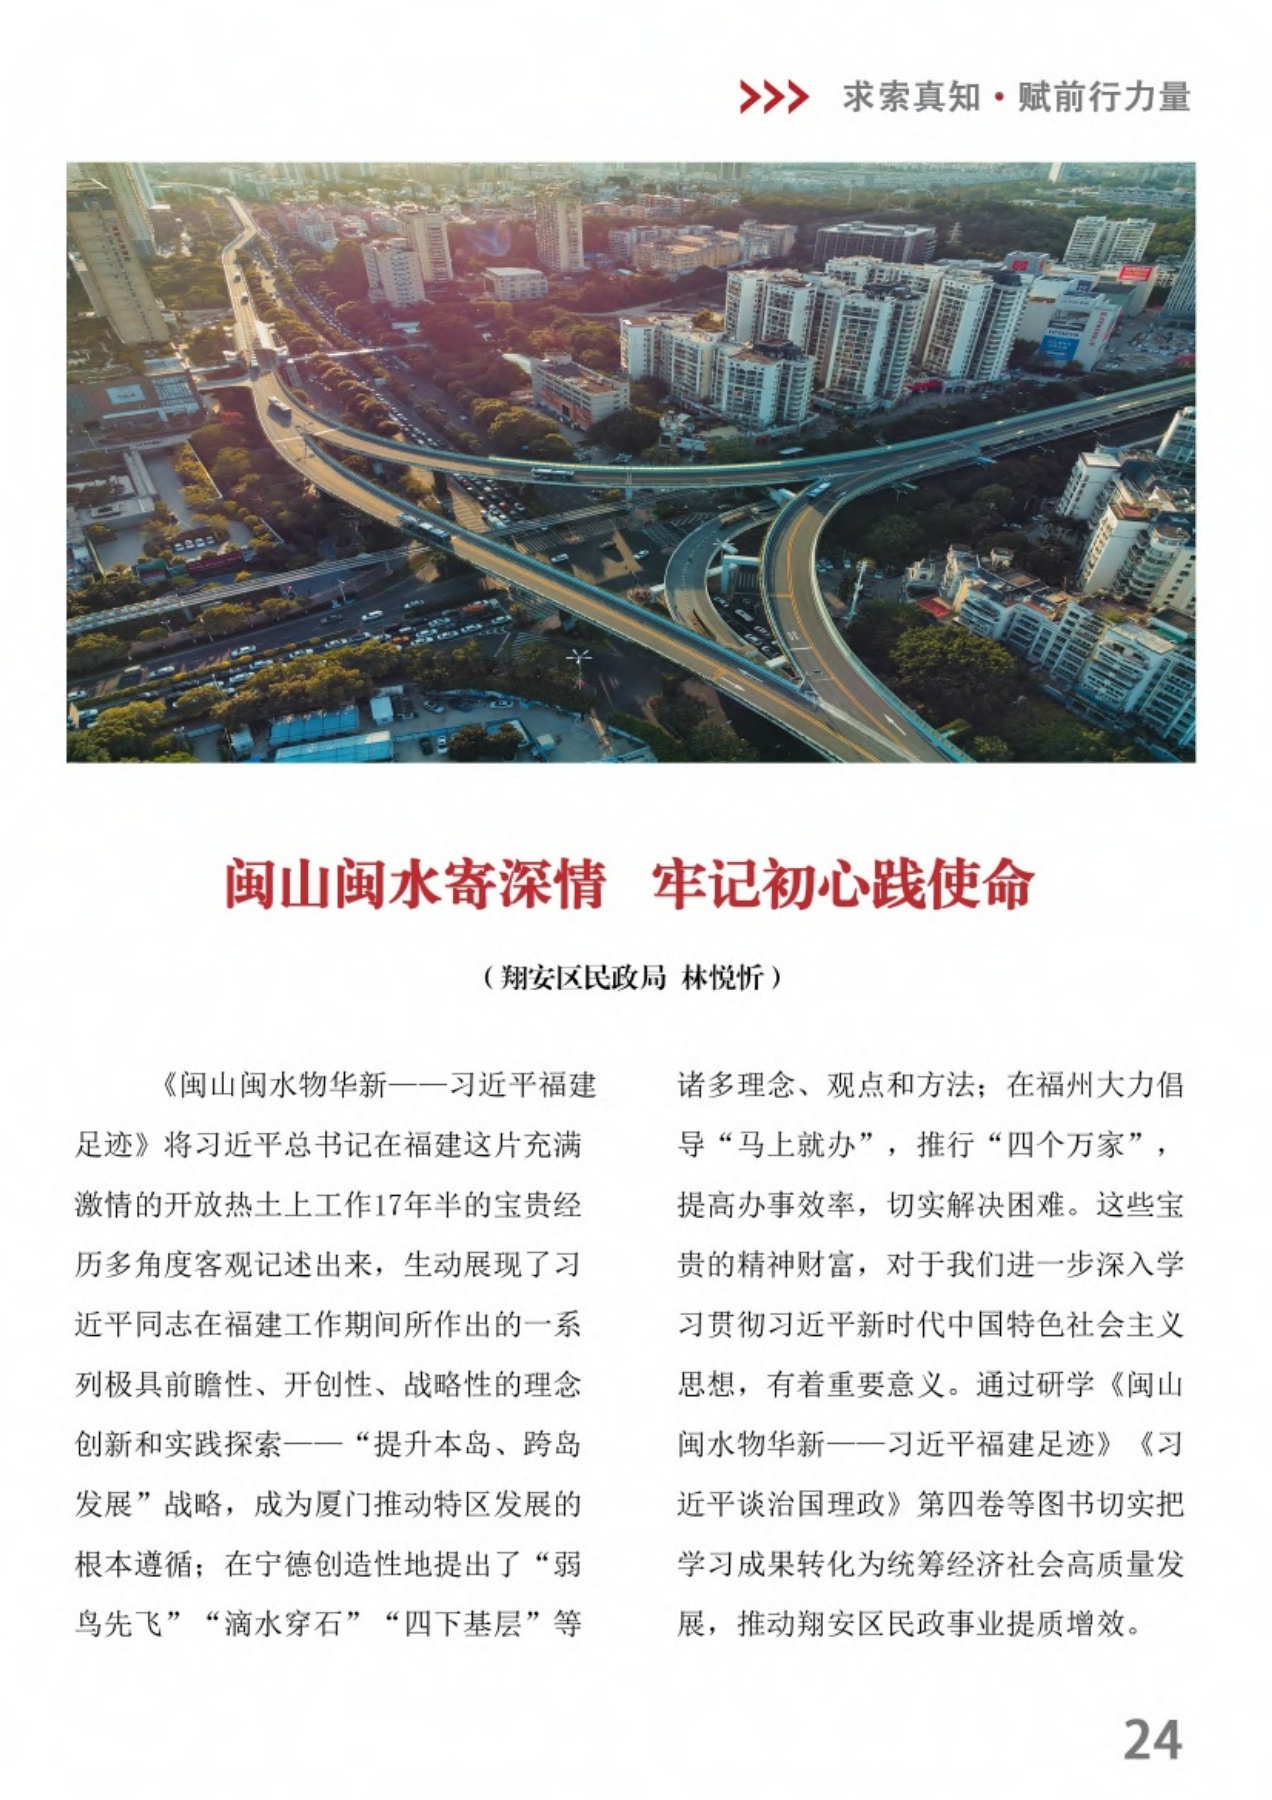 求索真知·赋前行力量
闽山闽水寄深情 牢记初心践使命
（翔安区民政局 林悦忻）
《闽山闽水物华新——习近平福建
足迹》将习近平总书记在福建这片充满
激情的开放热土上工作17年半的宝贵经
历多角度客观记述出来，生动展现了习
近平同志在福建工作期间所作出的一系
列极具前瞻性、开创性、战略性的理念
创新和实践探索——“提升本岛、跨岛
发展”战略，成为厦门推动特区发展的
根本遵循；在宁德创造性地提出了“弱
鸟先飞”“滴水穿石”“四下基层”等
诸多理念、观点和方法；在福州大力倡
导“马上就办”，推行“四个万家”，
提高办事效率，切实解决困难。这些宝
贵的精神财富，对于我们进一步深入学
习贯彻习近平新时代中国特色社会主义
思想，有着重要意义。通过研学《闽山
闽水物华新——习近平福建足迹》《习
近平谈治国理政》第四卷等图书切实把
学习成果转化为统筹经济社会高质量发
展，推动翔安区民政事业提质增效。
24